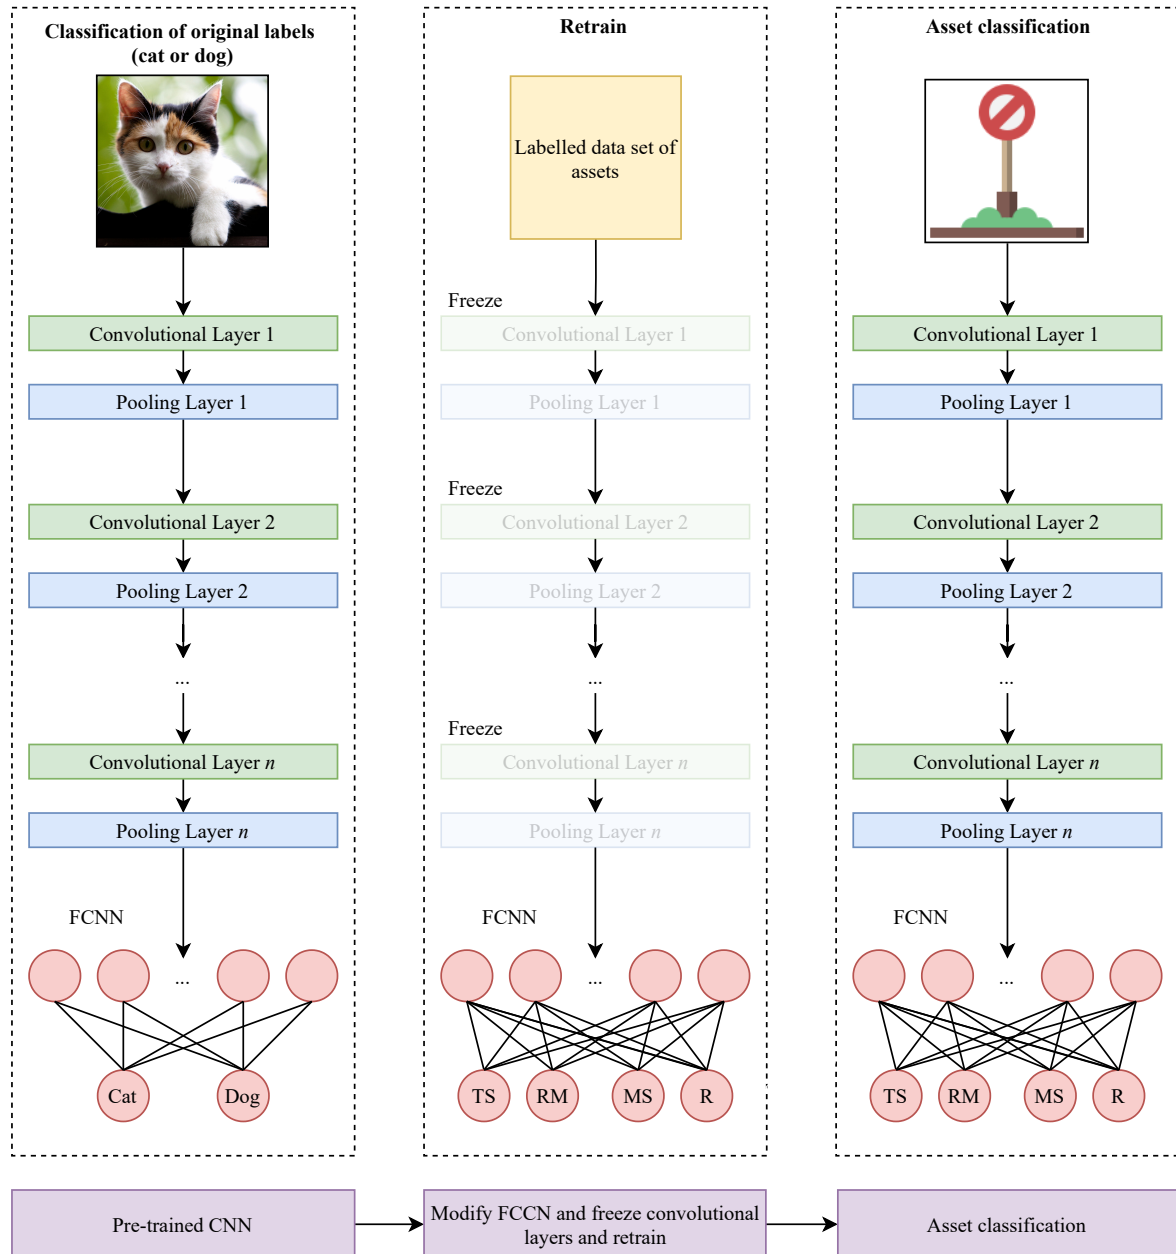 Classification of original labels
(cat or dog)
Convolutional Layer 1
Pooling Layer 1
Convolutional Layer 2
Pooling Layer 2
...
Convolutional Layer n
Pooling Layer n
FCNN
...
Cat
Dog
Pre-trained CNN
Retrain
Labelled data set of
assets
Freeze
Convolutional Layer 1
Pooling Layer 1
Freeze
Convolutional Layer 2
Pooling Layer 2
...
Freeze
Convolutional Layer n
Pooling Layer n
FCNN
...
TS
RM
MS
R
Modify FCCN and freeze convolutional
layers and retrain
Asset classification
Convolutional Layer 1
Pooling Layer 1
Convolutional Layer 2
Pooling Layer 2
...
Convolutional Layer n
Pooling Layer n
FCNN
...
TS
RM
MS
R
Asset classification